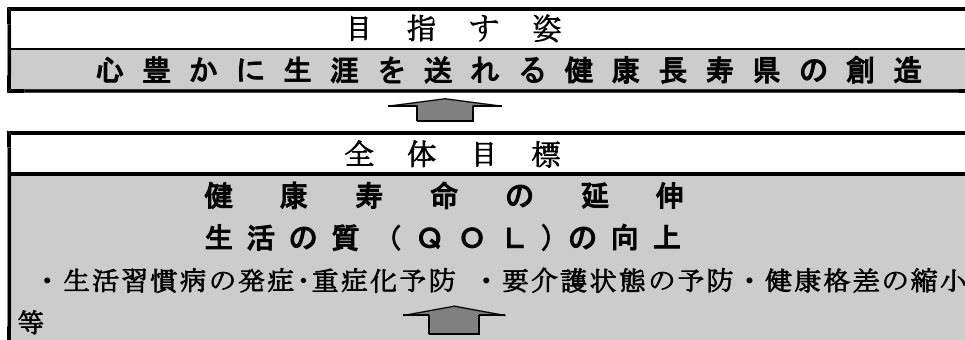 目指す姿
心豊かに生涯を送れる健康長寿県の創造
全体目標
健康寿命の延伸
生活の質(QOL)の向上
・生活習慣病の発症・重症化予防 ・要介護状態の予防・健康格差の縮小
等